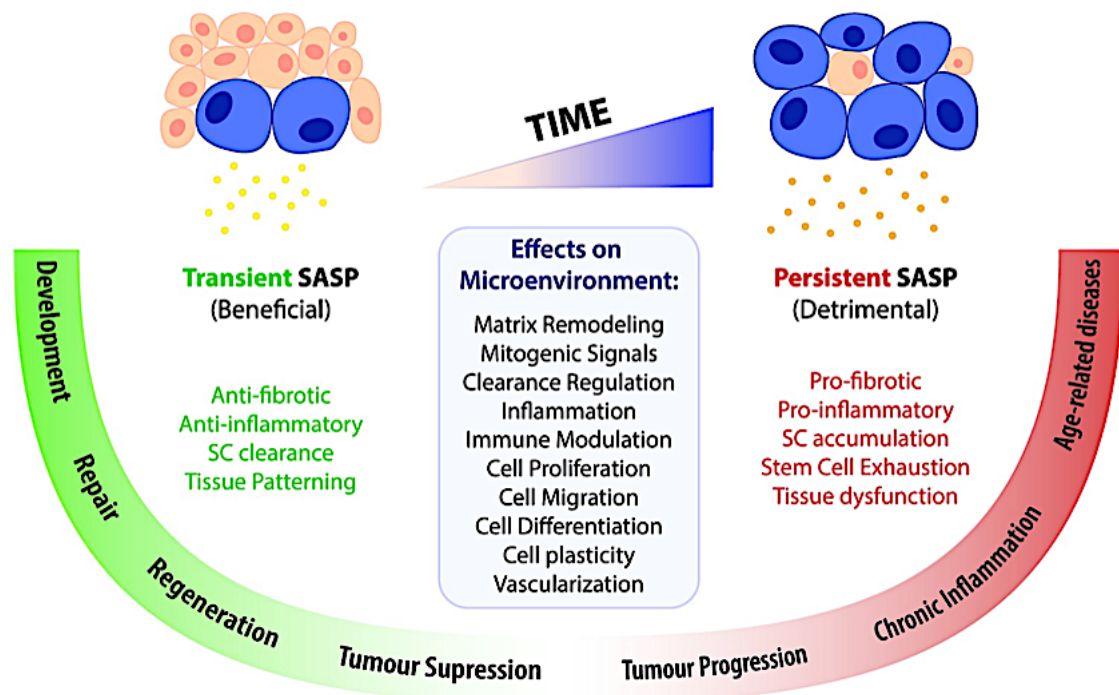 TIME
Transient SASP
(Beneficial)
Anti-fibrotic
Anti-inflammatory
SC clearance
Tissue Patterning
Effects on
Microenvironment:
Matrix Remodeling
Mitogenic Signals
Clearance Regulation
Inflammation
Immune Modulation
Cell Proliferation
Cell Migration
Cell Differentiation
Cell plasticity
Vascularization
Persistent SASP
(Detrimental)
Pro-fibrotic
Pro-inflammatory
SC accumulation
Stem Cell Exhaustion
Tissue dysfunction
Development
Repair
Regeneration
Tumour Supression
Tumour Progression
Chronic Inflammation
Age-related diseases